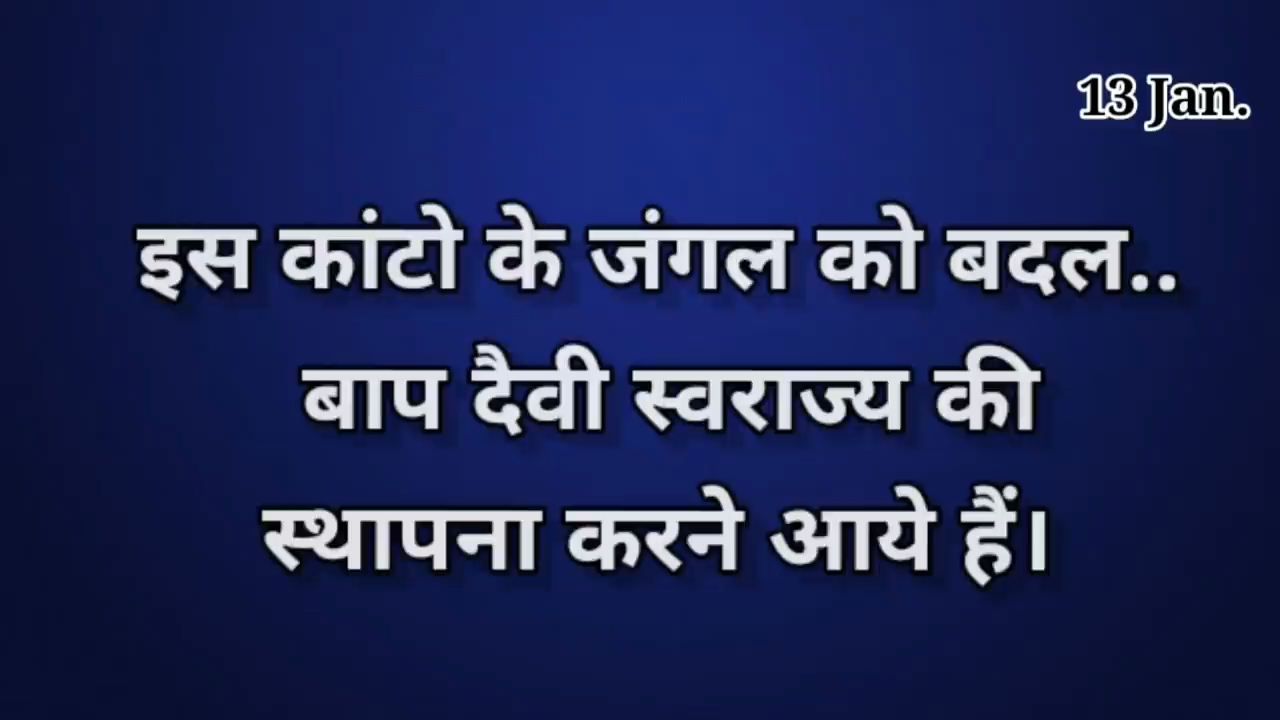 13 Jan.
इस कांटो के जंगल को बदल..
बाप दैवी स्वराज्य की
स्थापना करने आये हैं।